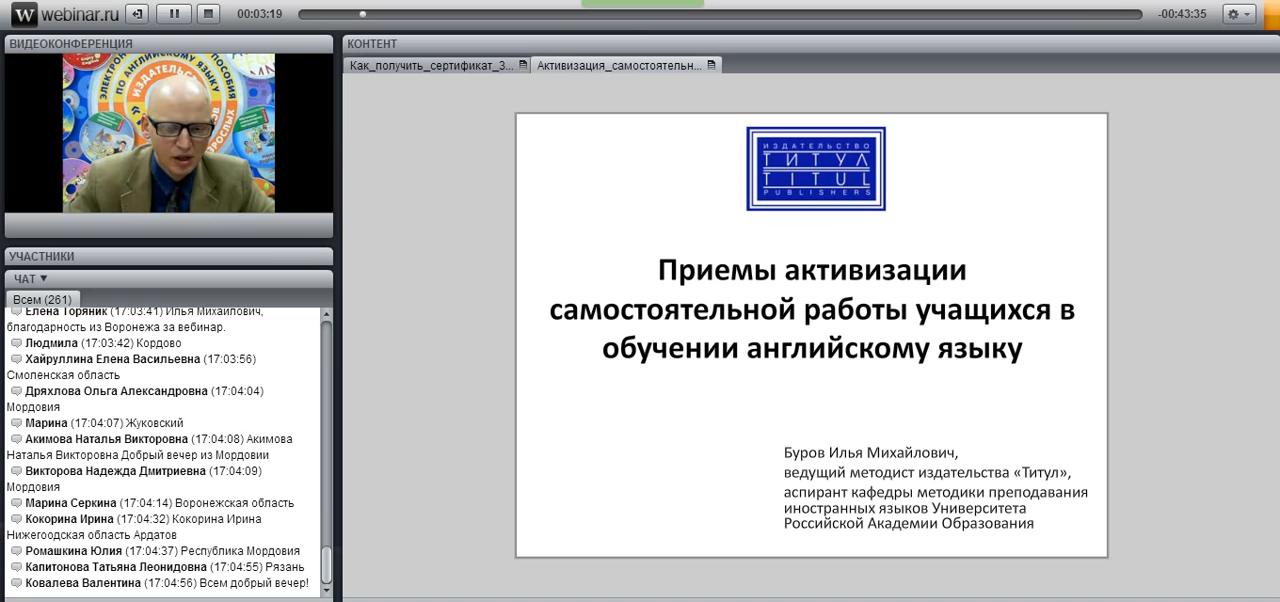 webinar.ru
00:03:19
-00:43:35
ВИДЕОКОНФЕРЕНЦИЯ
ЭЛЕКТРОН ПОСОБИЯ
ПО АНГЛИЙСКОМУ ЯЗЫКУ
ИЗДАТЕЛЬС
УЧАСТНИКИ
ЧАТ ▼
Всем (261)
Елена Торяник (17:03:41) Илья Михайлович,
благодарность из Воронежа за вебинар.
Людмила (17:03:42) Кордово
Хайруллина Елена Васильевна (17:03:56)
Смоленская область
Дряхлова Ольга Александровна (17:04:04)
Мордовия
Марина (17:04:07) Жуковский
Акимова Наталья Викторовна (17:04:08) Акимова
Наталья Викторовна Добрый вечер из Мордовии
Викторова Надежда Дмитриевна (17:04:09)
Мордовия
Марина Серкина (17:04:14) Воронежская область
Кокорина Ирина (17:04:32) Кокорина Ирина
Нижегоодская область Ардатов
Ромашкина Юлия (17:04:37) Республика Мордовия
Капитонова Татьяна Леонидовна (17:04:55) Рязань
Ковалева Валентина (17:04:56) Всем добрый вечер!
КОНТЕНТ
Как_получить_сертификат_3...
Активизация_самостоятельн...
ИЗДАТЕЛЬСТВО
ТИТУЛ
TITUL
PUBLISHERS
Приемы активизации
самостоятельной работы учащихся в
обучении английскому языку
Буров Илья Михайлович,
ведущий методист издательства «Титул»,
аспирант кафедры методики преподавания
иностранных языков Университета
Российской Академии Образования